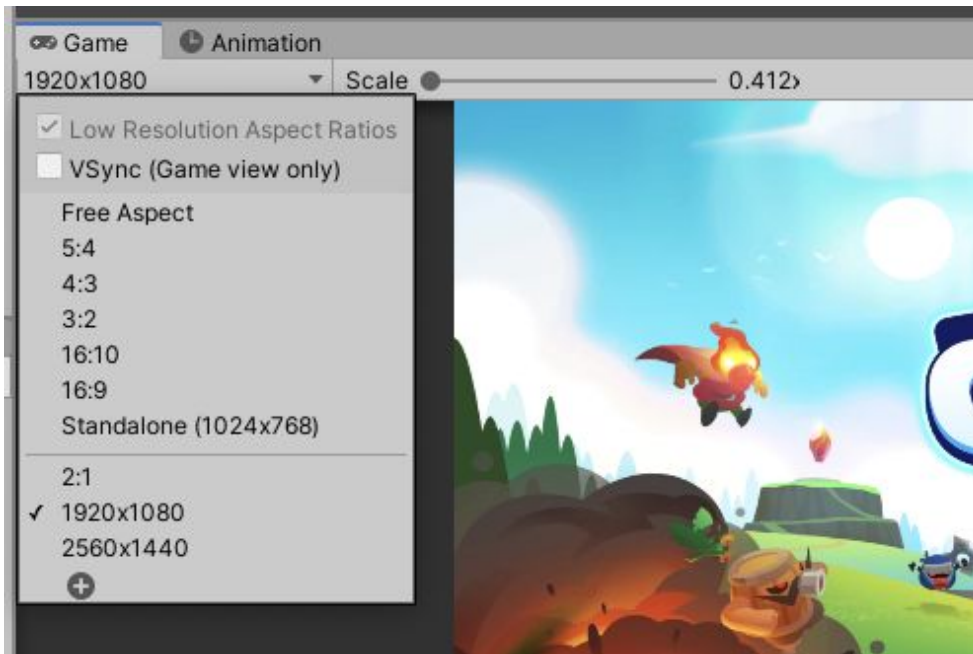 Game Animation
1920x1080 Scale 0.412x
Low Resolution Aspect Ratios
VSync (Game view only)
Free Aspect
5:4
4:3
3:2
16:10
16:9
Standalone (1024x768)
2:1
1920x1080
2560x1440